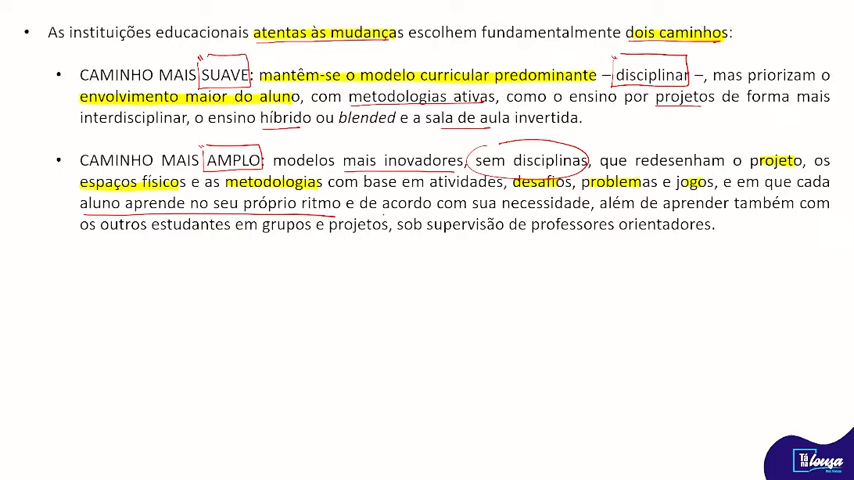 • As instituições educacionais atentas às mudanças escolhem fundamentalmente dois caminhos:
• CAMINHO MAIS SUAVE: mantêm-se o modelo curricular predominante – disciplinar –, mas priorizam o
envolvimento maior do aluno, com metodologias ativas, como o ensino por projetos de forma mais
interdisciplinar, o ensino híbrido ou blended e a sala de aula invertida.
• CAMINHO MAIS AMPLO: modelos mais inovadores, sem disciplinas, que redesenham o projeto, os
espaços físicos e as metodologias com base em atividades, desafios, problemas e jogos, e em que cada
aluno aprende no seu próprio ritmo e de acordo com sua necessidade, além de aprender também com
os outros estudantes em grupos e projetos, sob supervisão de professores orientadores.
Tá na lousa